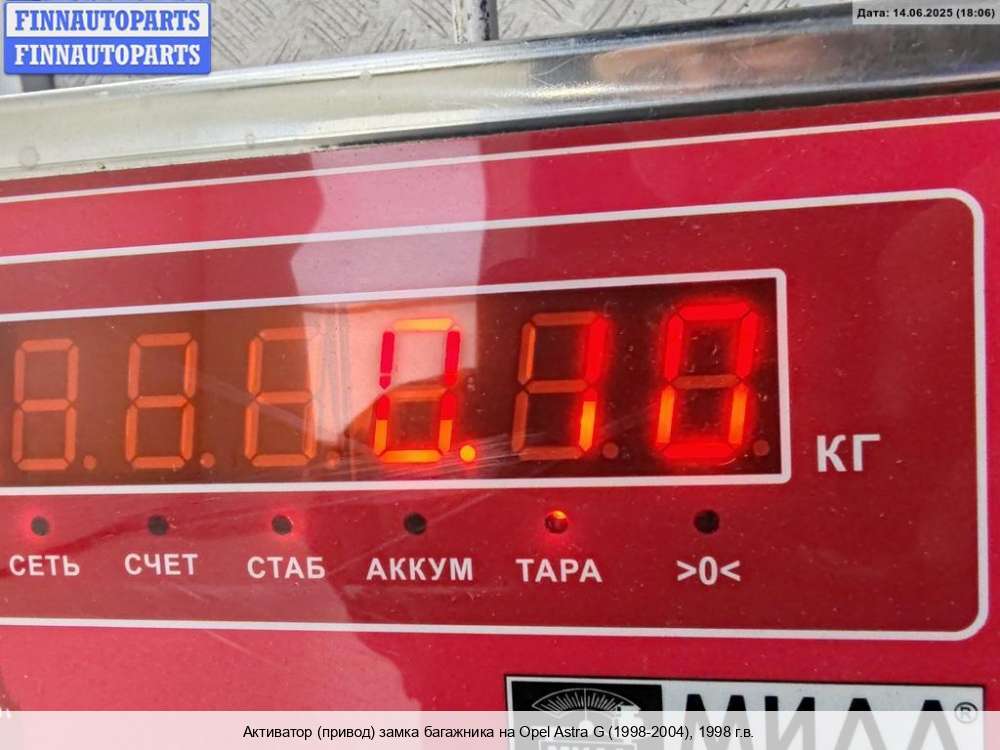 FINNAUTOPARTS
FINNAUTOPARTS
Дата: 14.06.2025 (18:06)
0.10
КГ
СЕТЬ СЧЕТ СТАБ АККУМ ТАРА >0<
Активатор (привод) замка багажника на Opel Astra G (1998-2004), 1998 г.в.